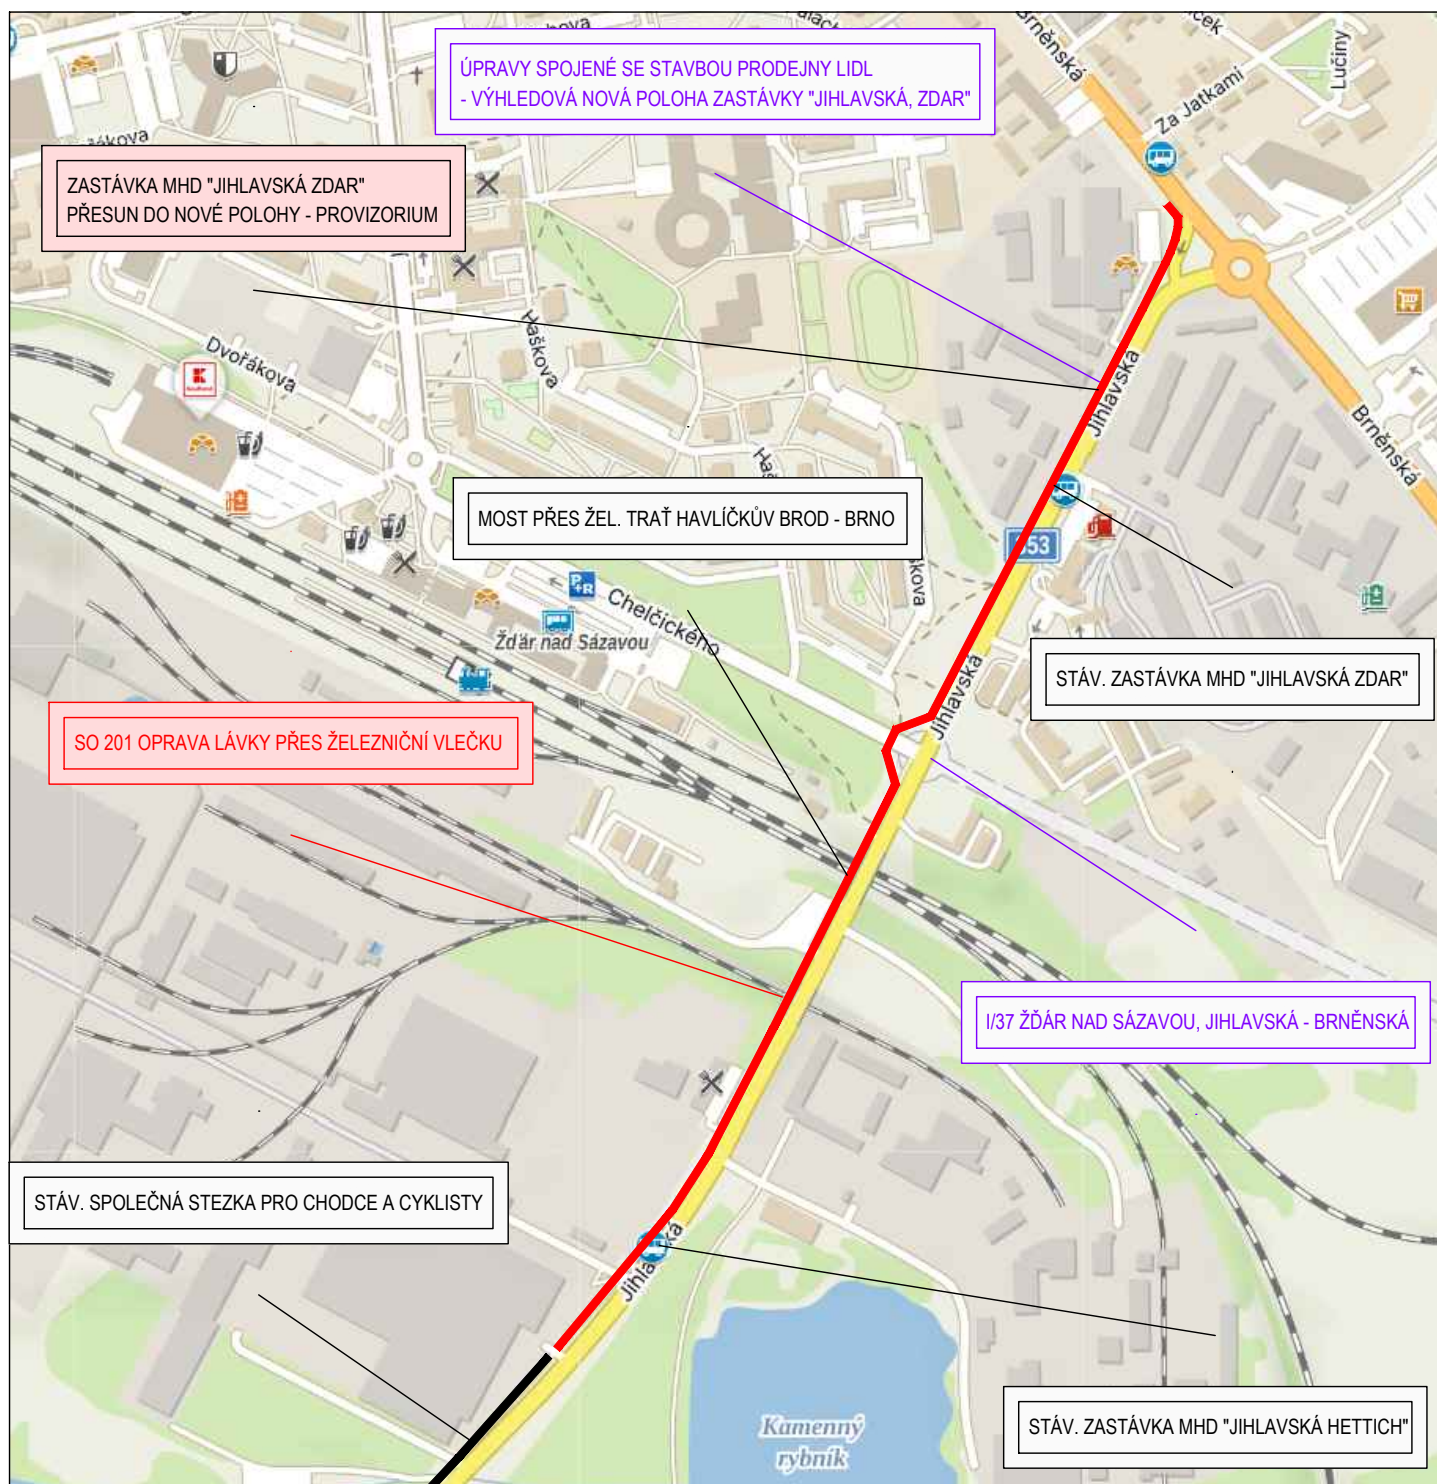 Brněnská
Lučiny
Za Jatkami
ÚPRAVY SPOJENÉ SE STAVBOU PRODEJNY LIDL
- VÝHLEDOVÁ NOVÁ POLOHA ZASTÁVKY "JIHLAVSKÁ, ZDAR"
ZASTÁVKA MHD "JIHLAVSKÁ ZDAR"
PŘESUN DO NOVÉ POLOHY - PROVIZORIUM
Dvořákova
Haškova
Jihlavská
Brněnská
K
MOST PŘES ŽEL. TRAŤ HAVLÍČKŮV BROD - BRNO
P+R
Chelčického
Žďár nad Sázavou
STÁV. ZASTÁVKA MHD "JIHLAVSKÁ ZDAR"
Jihlavská
SO 201 OPRAVA LÁVKY PŘES ŽELEZNIČNÍ VLEČKU
I/37 ŽĎÁR NAD SÁZAVOU, JIHLAVSKÁ - BRNĚNSKÁ
STÁV. SPOLEČNÁ STEZKA PRO CHODCE A CYKLISTY
STÁV. ZASTÁVKA MHD "JIHLAVSKÁ HETTICH"
Kamenný
rybník